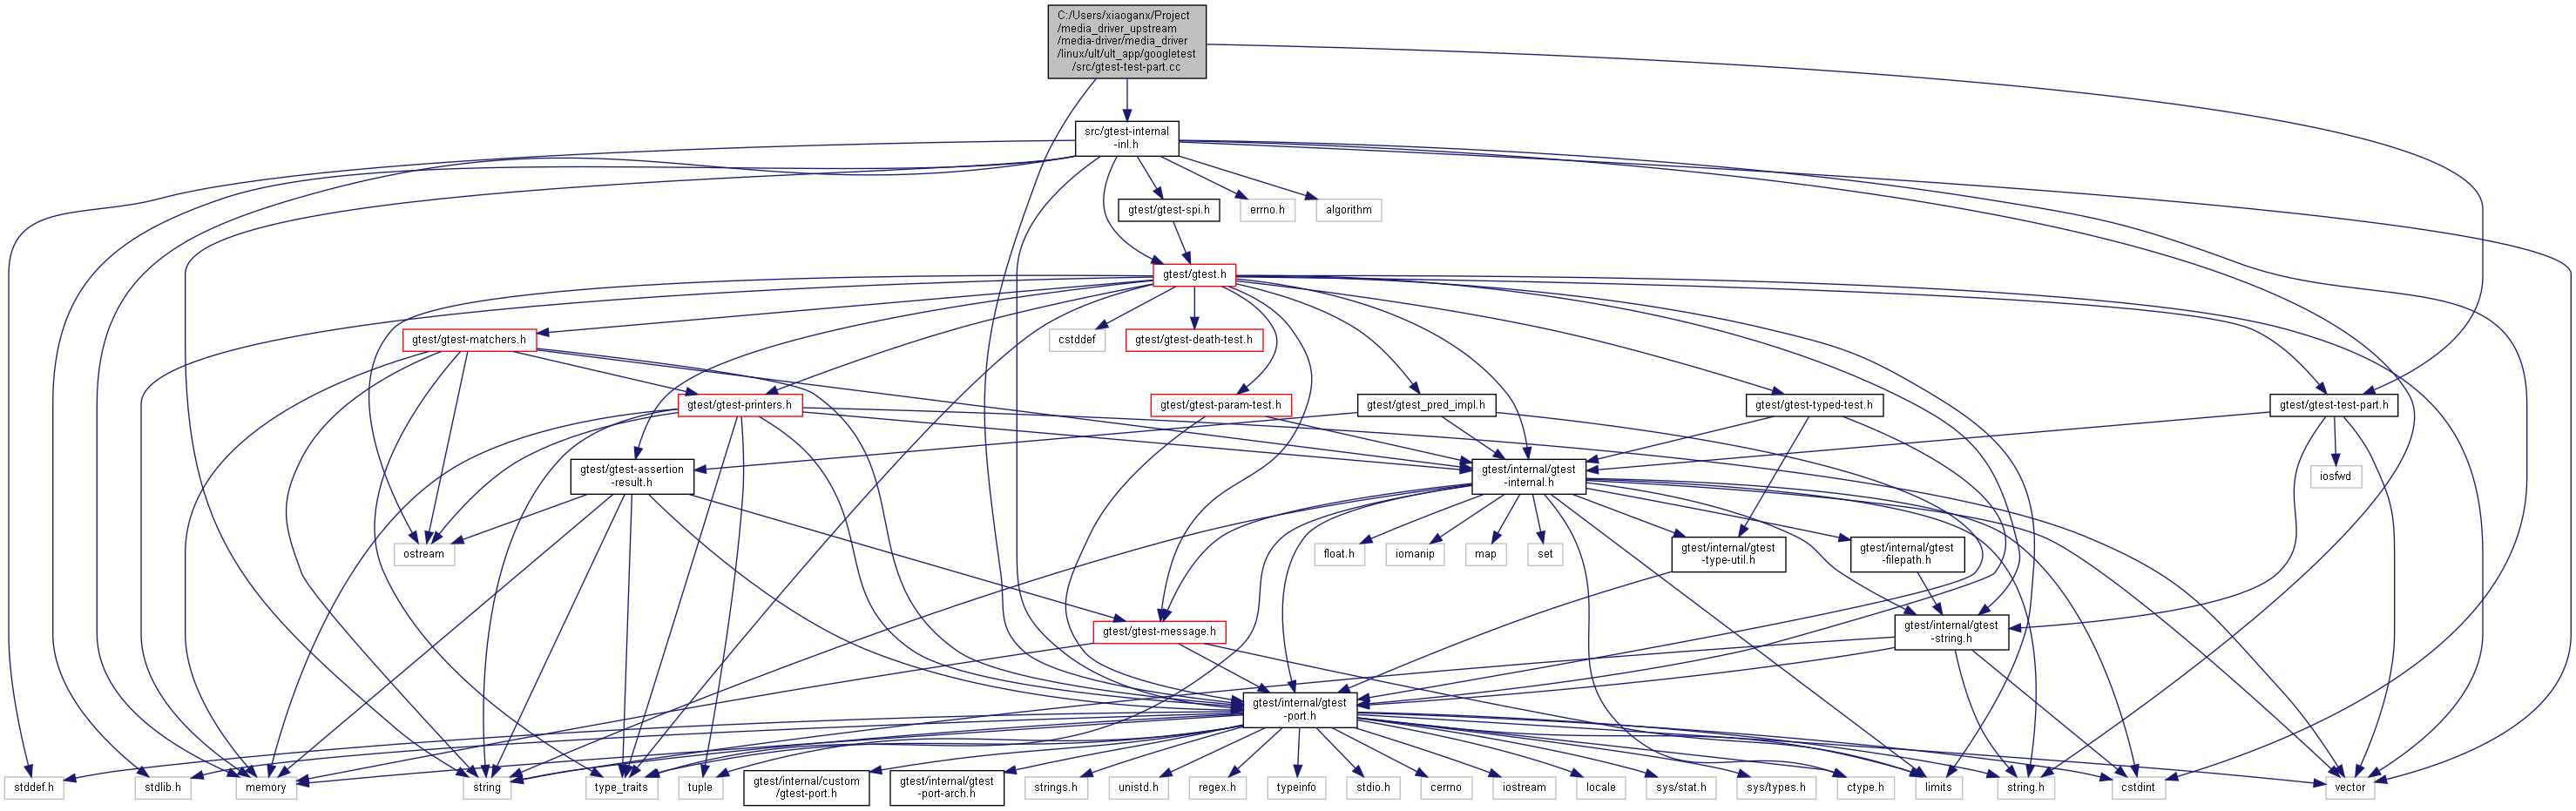 C:/Users/xiaoganx/Project
/media_driver_upstream
/media-driver/media_driver
/linux/ult/ult_app/googletest
/src/gtest-test-part.cc
src/gtest-internal
-inl.h
gtest/gtest-spi.h
errno.h
algorithm
gtest/gtest.h
gtest/gtest-matchers.h
cstddef
gtest/gtest-death-test.h
gtest/gtest-printers.h
gtest/gtest-param-test.h
gtest/gtest_pred_impl.h
gtest/gtest-typed-test.h
gtest/gtest-test-part.h
gtest/gtest-assertion
-result.h
gtest/internal/gtest
-internal.h
iosfwd
ostream
float.h
iomanip
map
set
gtest/internal/gtest
-type-util.h
gtest/internal/gtest
-filepath.h
gtest/gtest-message.h
gtest/internal/gtest
-string.h
gtest/internal/gtest
-port.h
stddef.h
stdlib.h
memory
string
type_traits
tuple
gtest/internal/custom
/gtest-port.h
gtest/internal/gtest
-port-arch.h
strings.h
unistd.h
regex.h
typeinfo
stdio.h
cerrno
iostream
locale
sys/stat.h
sys/types.h
ctype.h
limits
string.h
cstdint
vector